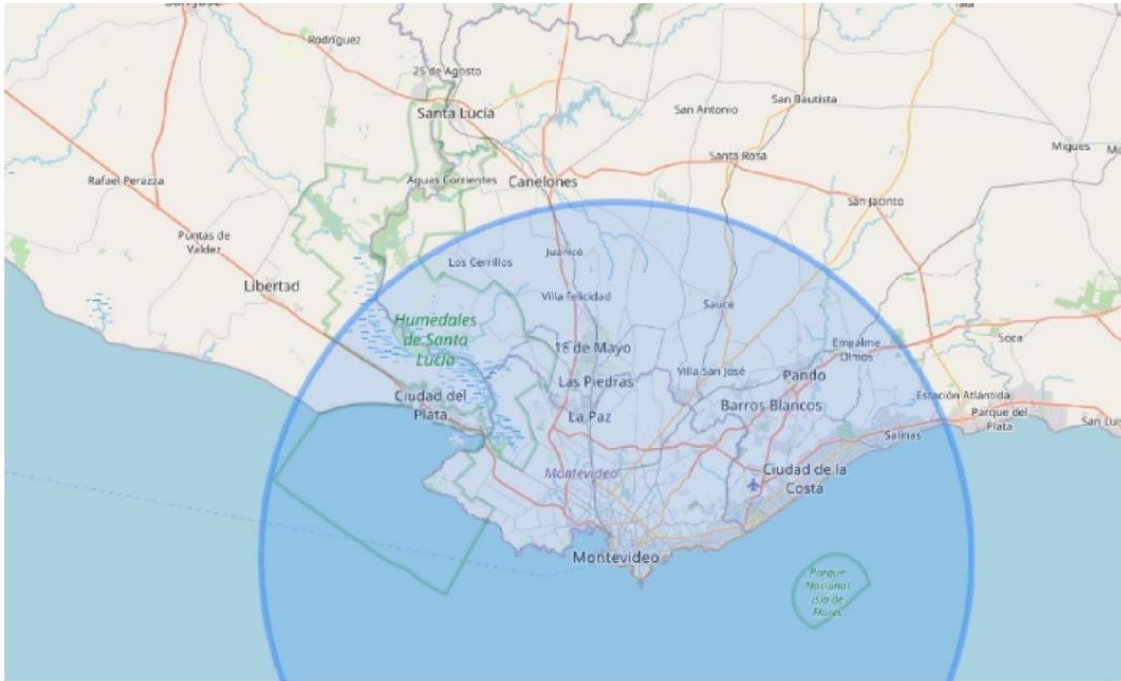 Rodríguez
25 de Agosto
Santa Lucía
San Antonio
San Bautista
Migues
Santa Rosa
Rafael Perazza
Aguas Corrientes
Canelones
San Jacinto
Puntas de
Valdez
Juanicó
Los Cerrillos
Libertad
Villa Felicidad
Sauce
Humedales
de Santa
Lucía
18 de Mayo
Empalme
Olmos
Soca
Las Piedras
Villa San José
Pando
Ciudad del
Plata
Estación Atlántida
La Paz
Barros Blancos
Parque del
Plata
San Luis
Salinas
Montevideo
Ciudad de la
Costa
Montevideo
Parque
Nacional
Isla de
Flores